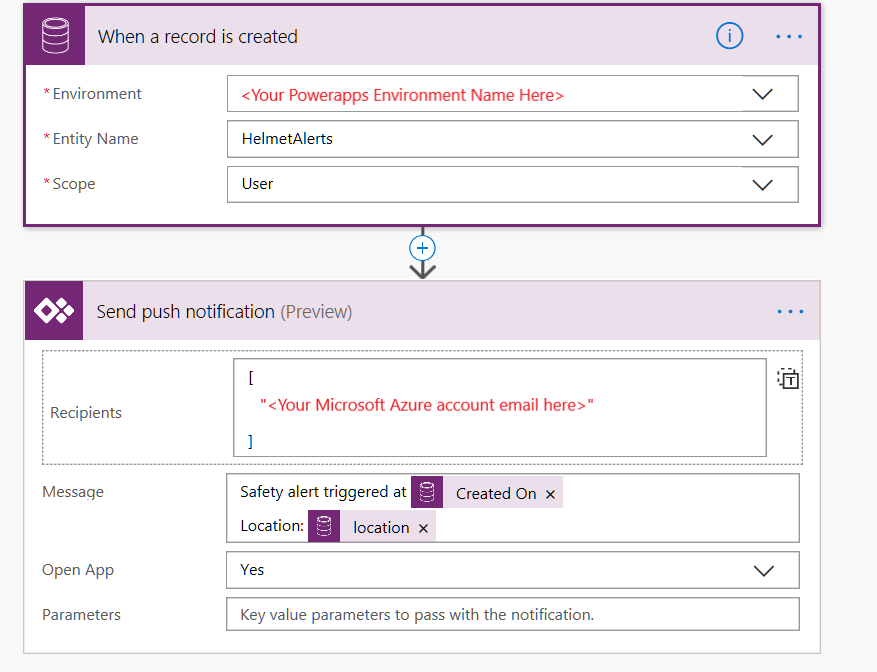 When a record is created
* Environment
<Your Powerapps Environment Name Here>
* Entity Name
HelmetAlerts
* Scope
User
Send push notification (Preview)
Recipients
[
"<Your Microsoft Azure account email here>"
]
Message
Safety alert triggered at Created On ×
Location: location ×
Open App
Yes
Parameters
Key value parameters to pass with the notification.